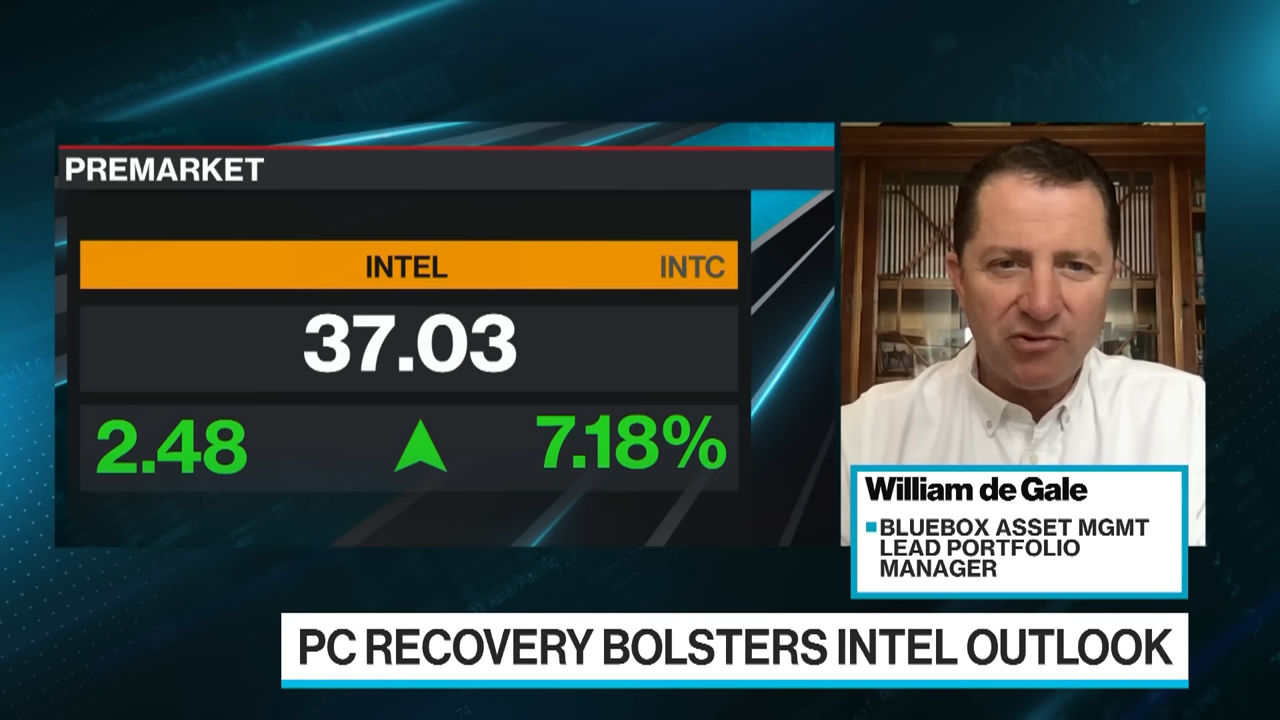 PREMARKET
INTEL INTC
37.03
2.48 ▲ 7.18%
William de Gale
BLUEBOX ASSET MGMT
LEAD PORTFOLIO
MANAGER
PC RECOVERY BOLSTERS INTEL OUTLOOK